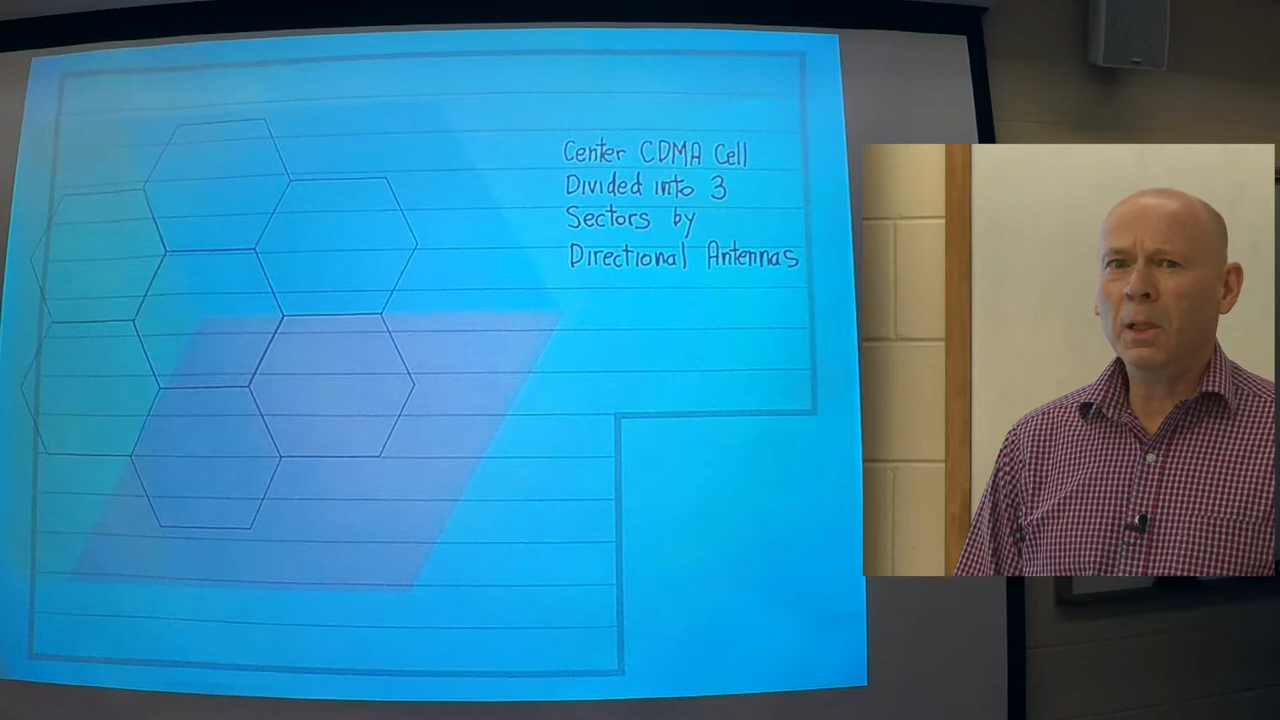 Center CDMA Cell
Divided into 3
Sectors by
Directional Antennas